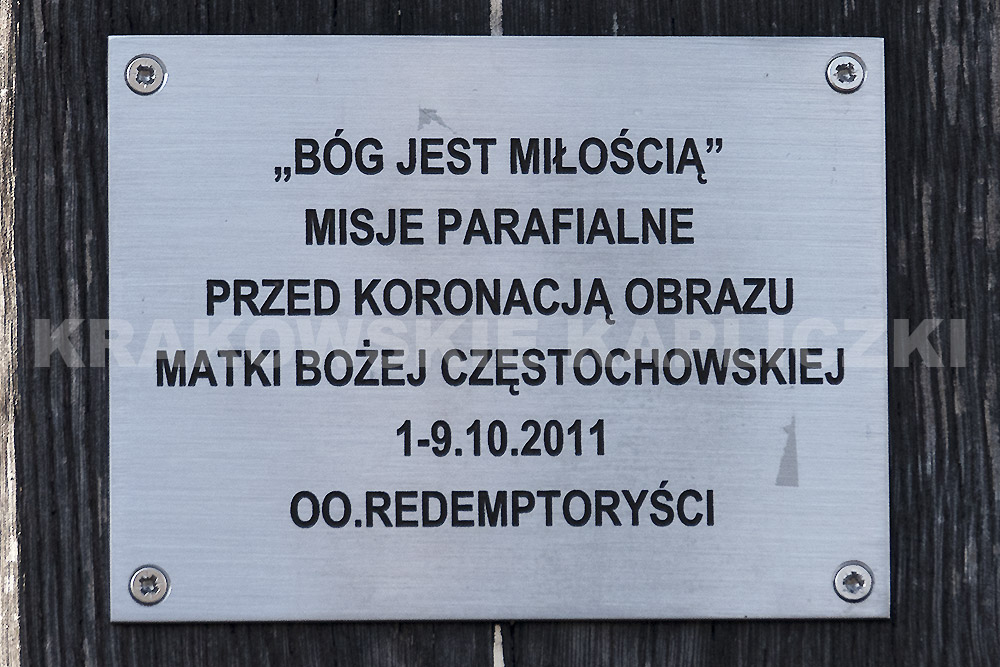 „BÓG JEST MIŁOŚCIĄ”
MISJE PARAFIALNE
PRZED KORONACJĄ OBRAZU
KRAKOWSKIE KAPLICZKI
MATKI BOŻEJ CZĘSTOCHOWSKIEJ
1-9.10.2011
OO.REDEMPTORYŚCI